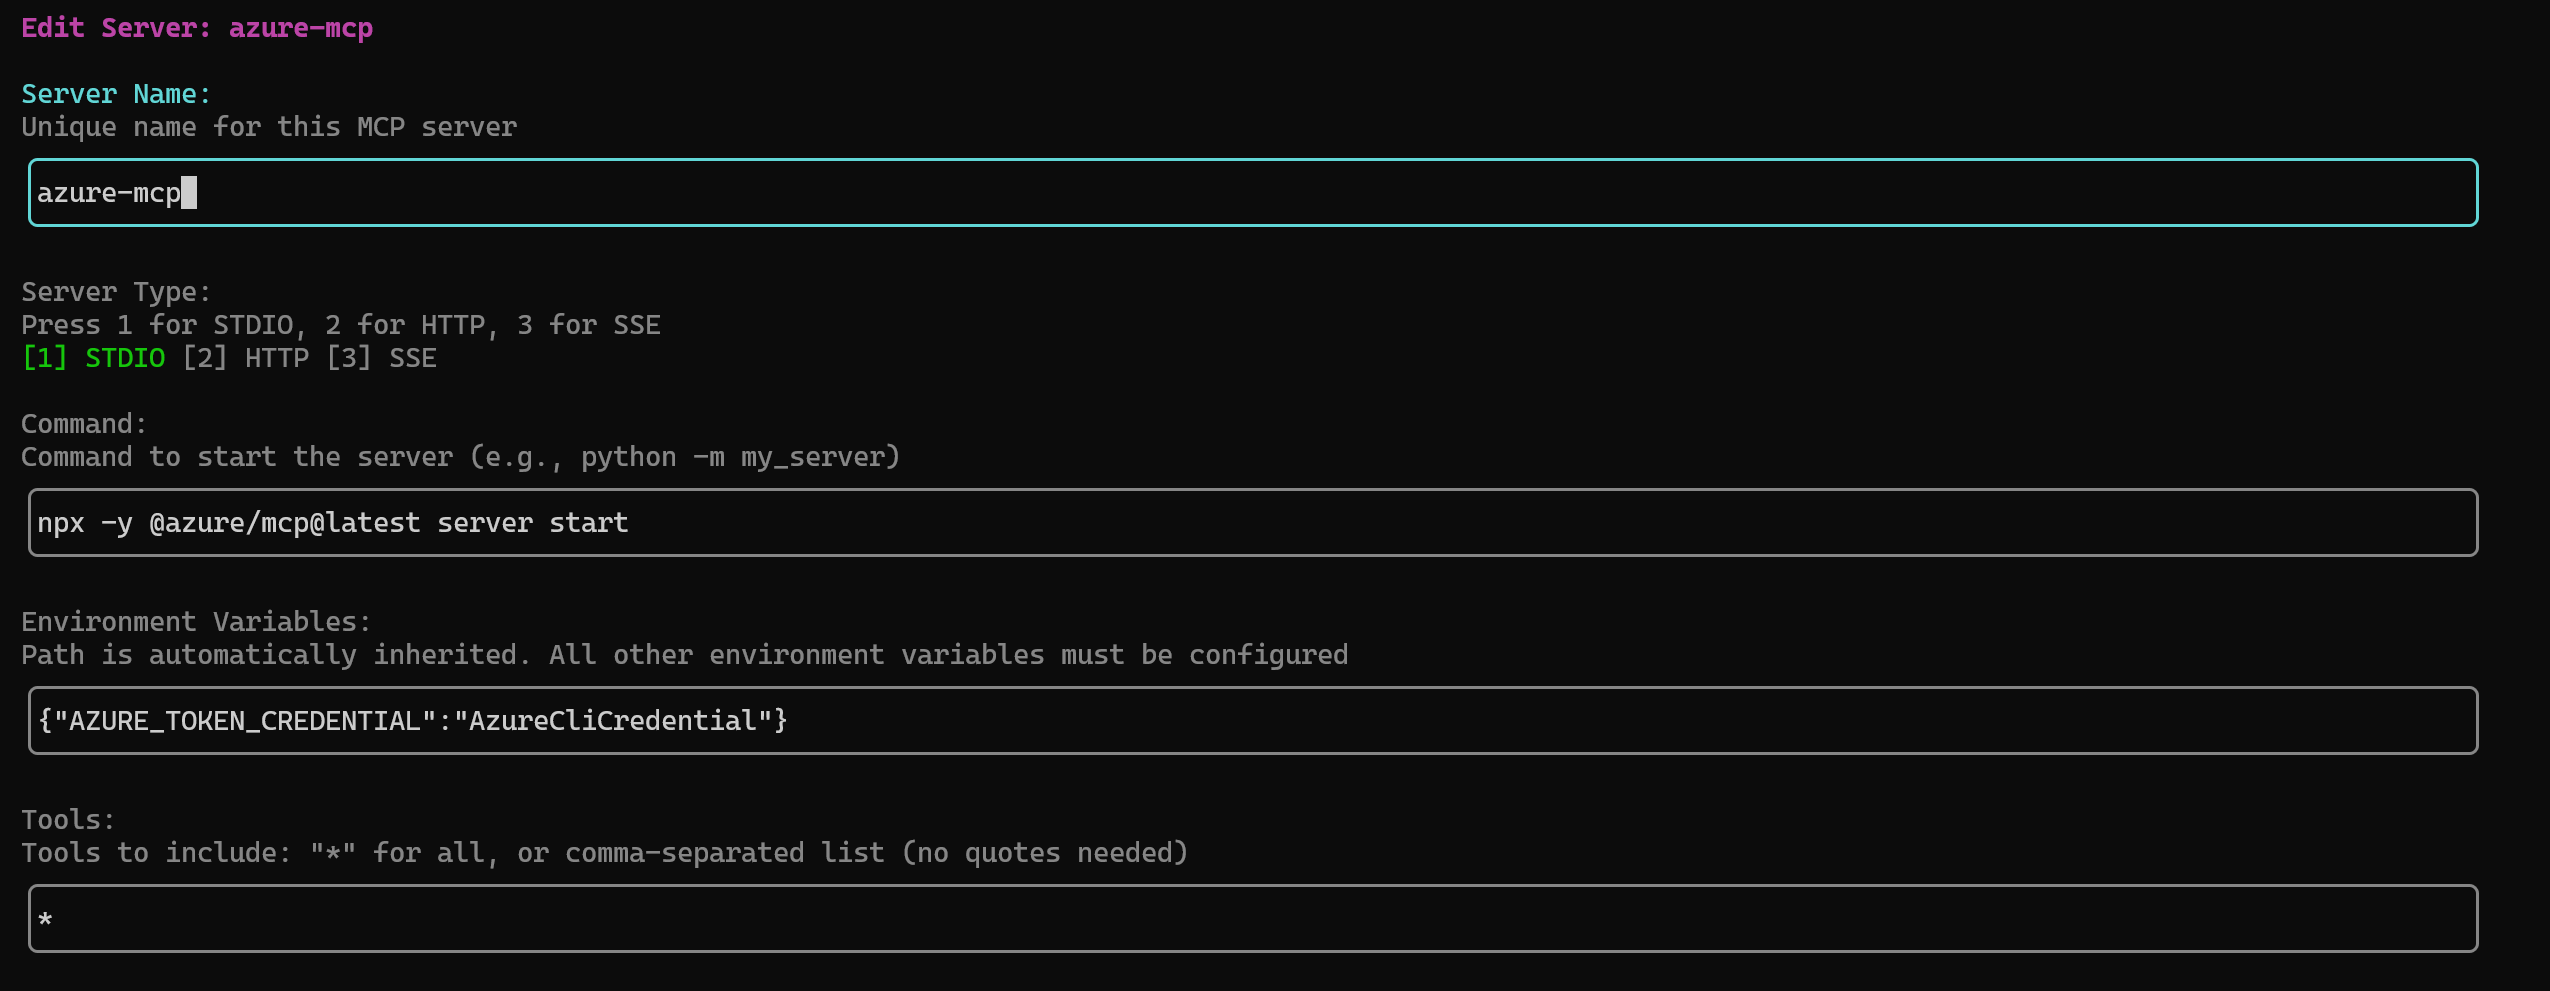 Edit Server: azure-mcp
Server Name:
Unique name for this MCP server
azure-mcp
Server Type:
Press 1 for STDIO, 2 for HTTP, 3 for SSE
[1] STDIO [2] HTTP [3] SSE
Command:
Command to start the server (e.g., python -m my_server)
npx -y @azure/mcp@latest server start
Environment Variables:
Path is automatically inherited. All other environment variables must be configured
{"AZURE_TOKEN_CREDENTIAL":"AzureCliCredential"}
Tools:
Tools to include: "*" for all, or comma-separated list (no quotes needed)
*